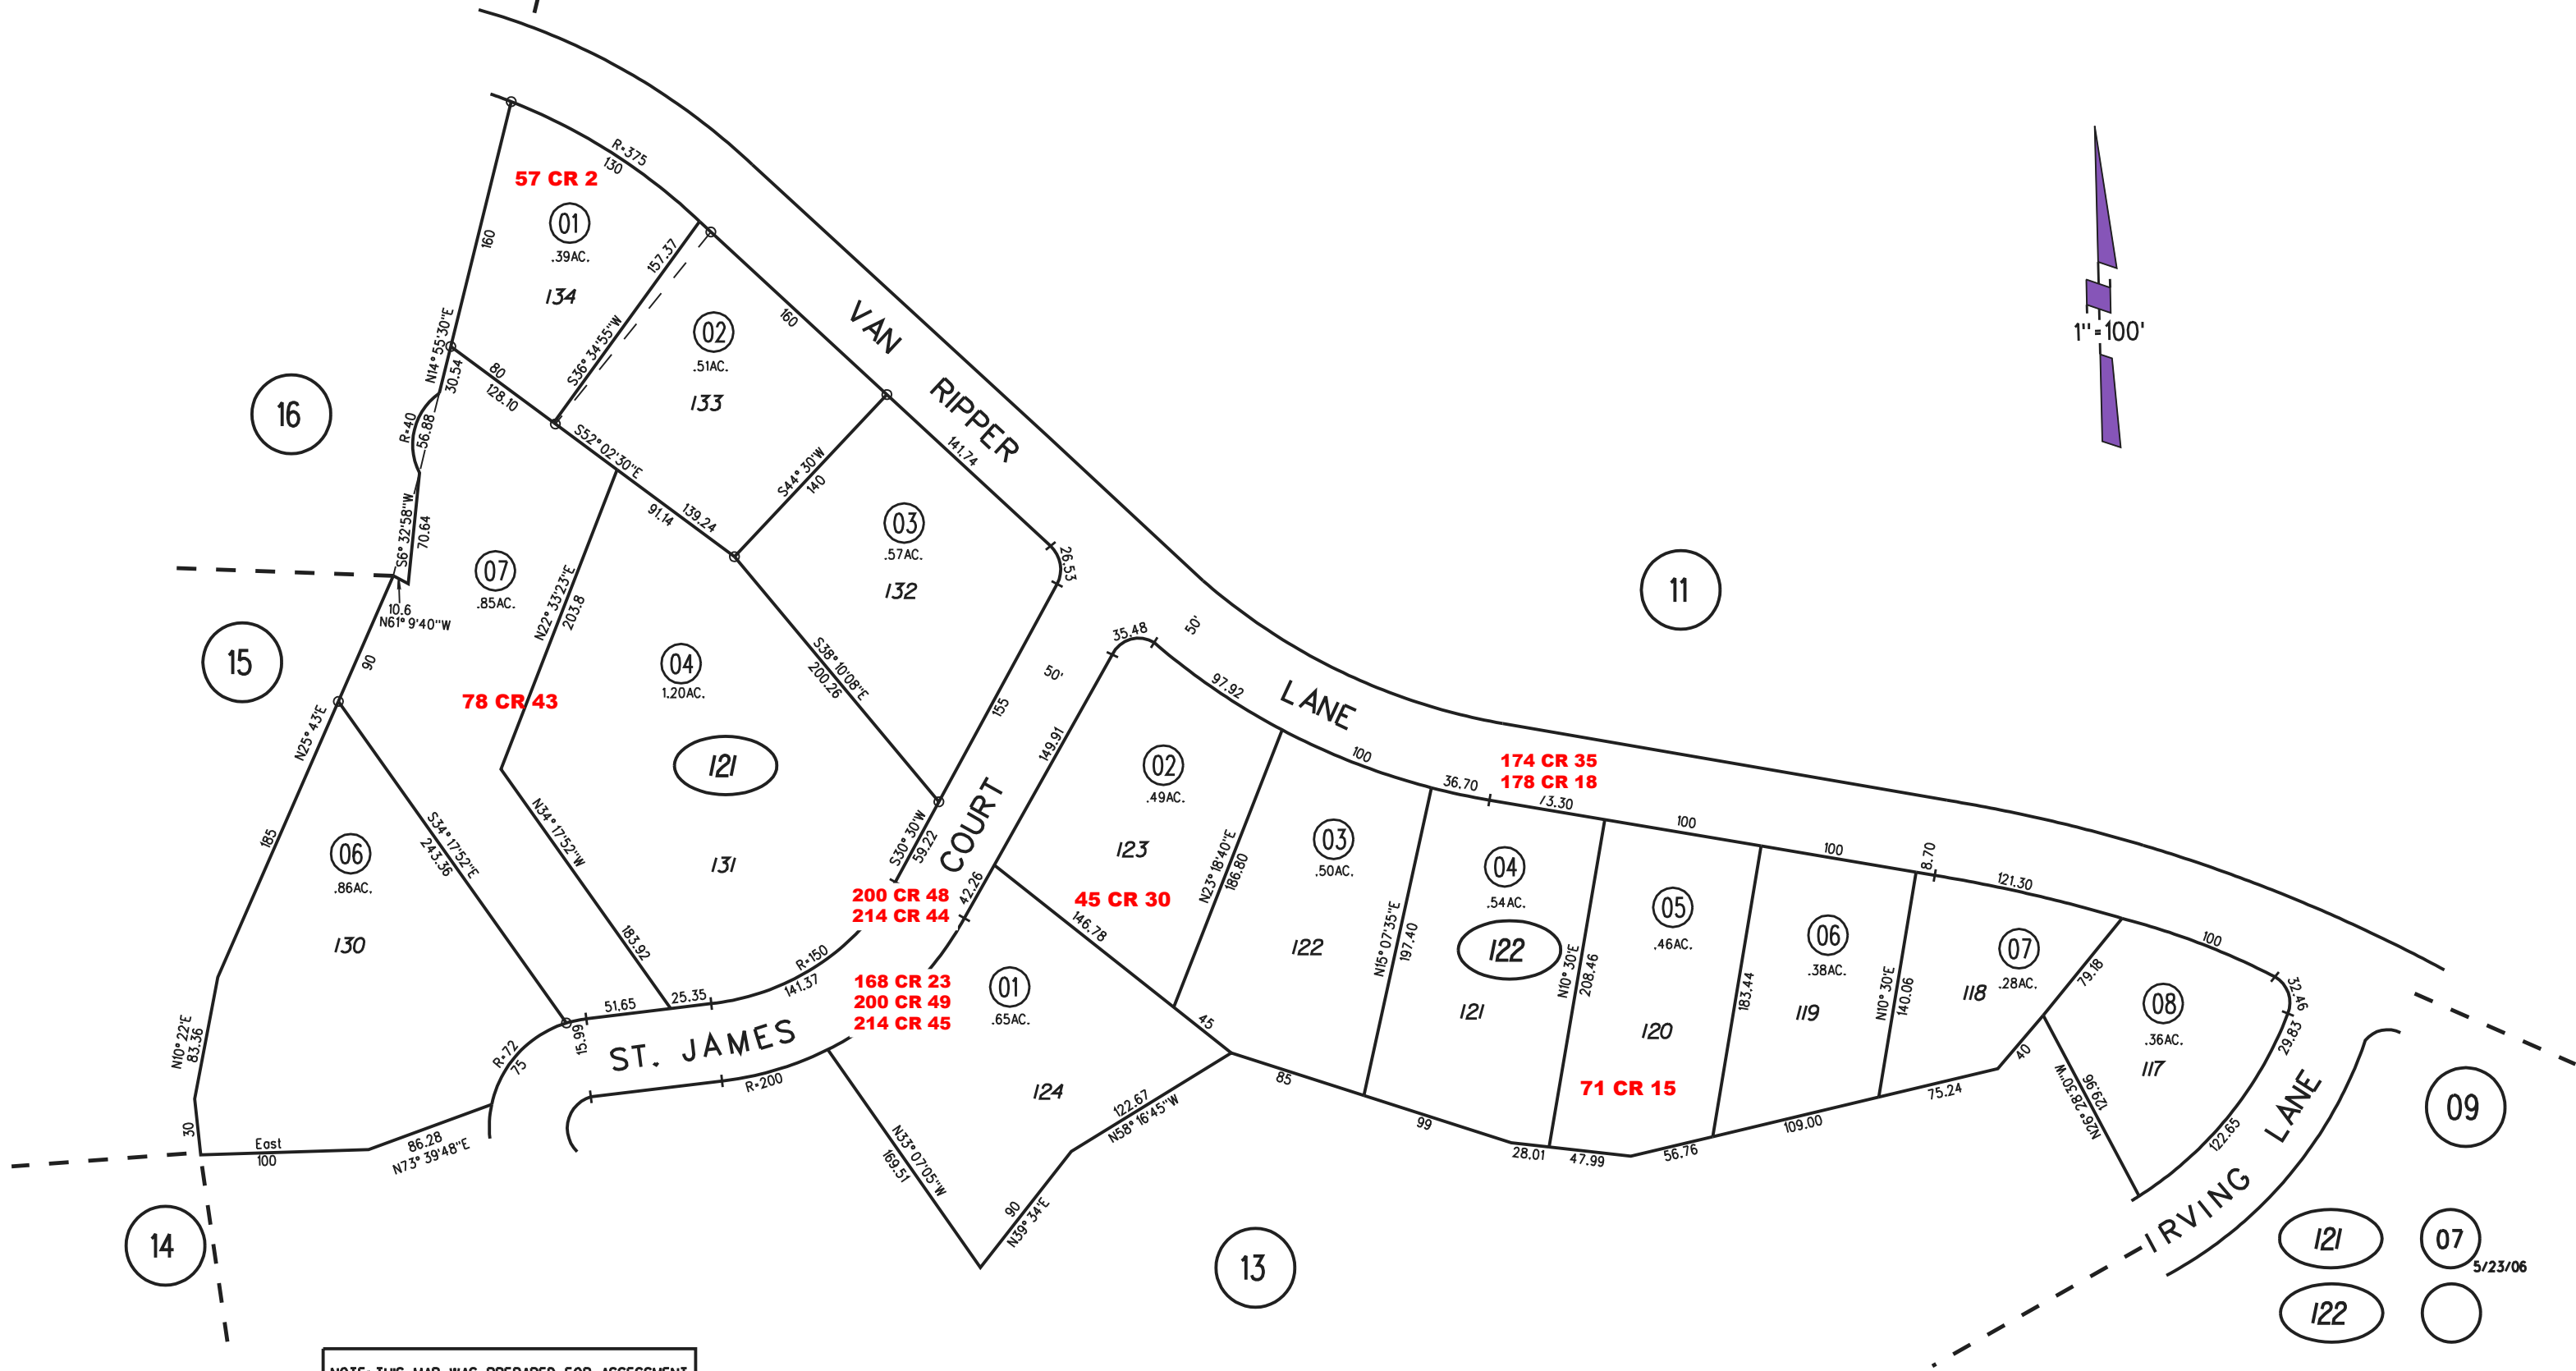 R=375
130
57 CR 2
01
.39AC.
134
160
157.37
S36° 34'55"W
N14° 55'30"E
30.54
80
128.10
02
.51AC.
133
160
VAN RIPPER
16
R=40
56.88
S52° 02'30"E
S44° 30'W
140
141.74
1"=100'
91.14
139.24
S6° 32'58"W
70.64
03
.57AC.
132
26.53
11
07
.85AC.
10.6
N61° 9'40"W
N22° 33'23"E
203.8
15
90
04
1.20AC.
S38° 10'08"E
200.26
35.48
50'
50'
97.92
LANE
78 CR 43
N25° 43'E
155
149.91
121
100
174 CR 35
178 CR 18
36.70
73.30
02
.49AC.
123
45 CR 30
185
S34° 17'52"E
243.36
N34° 17'52"W
183.92
131
06
.86AC.
130
S30° 30'W
59.22
COURT
200 CR 48
214 CR 44
42.26
146.78
N23° 18'40"E
186.80
03
.50AC.
122
N15° 07'35"E
197.40
04
.54AC.
122
121
100
05
.46AC.
120
N10° 30'E
208.46
100
8.70
121.30
06
.38AC.
119
183.44
N10° 30'E
140.06
07
.28AC.
118
79.18
100
32.46
08
.36AC.
117
29.83
R=150
141.37
168 CR 23
200 CR 49
214 CR 45
01
.65AC.
124
51.65
25.35
15.99
ST. JAMES
R=200
R=72
75
N10° 22'E
83.36
45
85
71 CR 15
99
28.01
47.99
56.76
109.00
75.24
40
N26° 28'30"W
129.96
122.65
IRVING LANE
09
30
East
100
86.28
N73° 39'48"E
122.67
N58° 16'45"W
N33° 07'05"W
169.51
90
N39° 34'E
14
13
121
07
5/23/06
122
NOTE: THIS MAP WAS PREPARED FOR ASSESSMENT